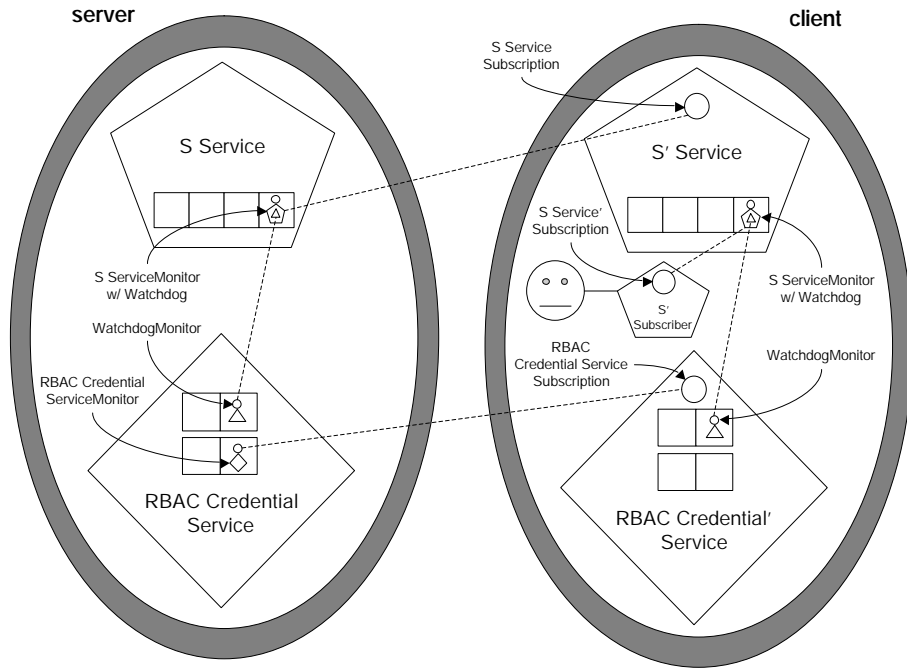 server
client
S Service
Subscription
S Service
S' Service
S Service'
Subscription
S ServiceMonitor
w/ Watchdog
S ServiceMonitor
w/ Watchdog
S'
Subscriber
WatchdogMonitor
RBAC
Credential Service
Subscription
WatchdogMonitor
RBAC Credential
ServiceMonitor
RBAC Credential
Service
RBAC Credential'
Service